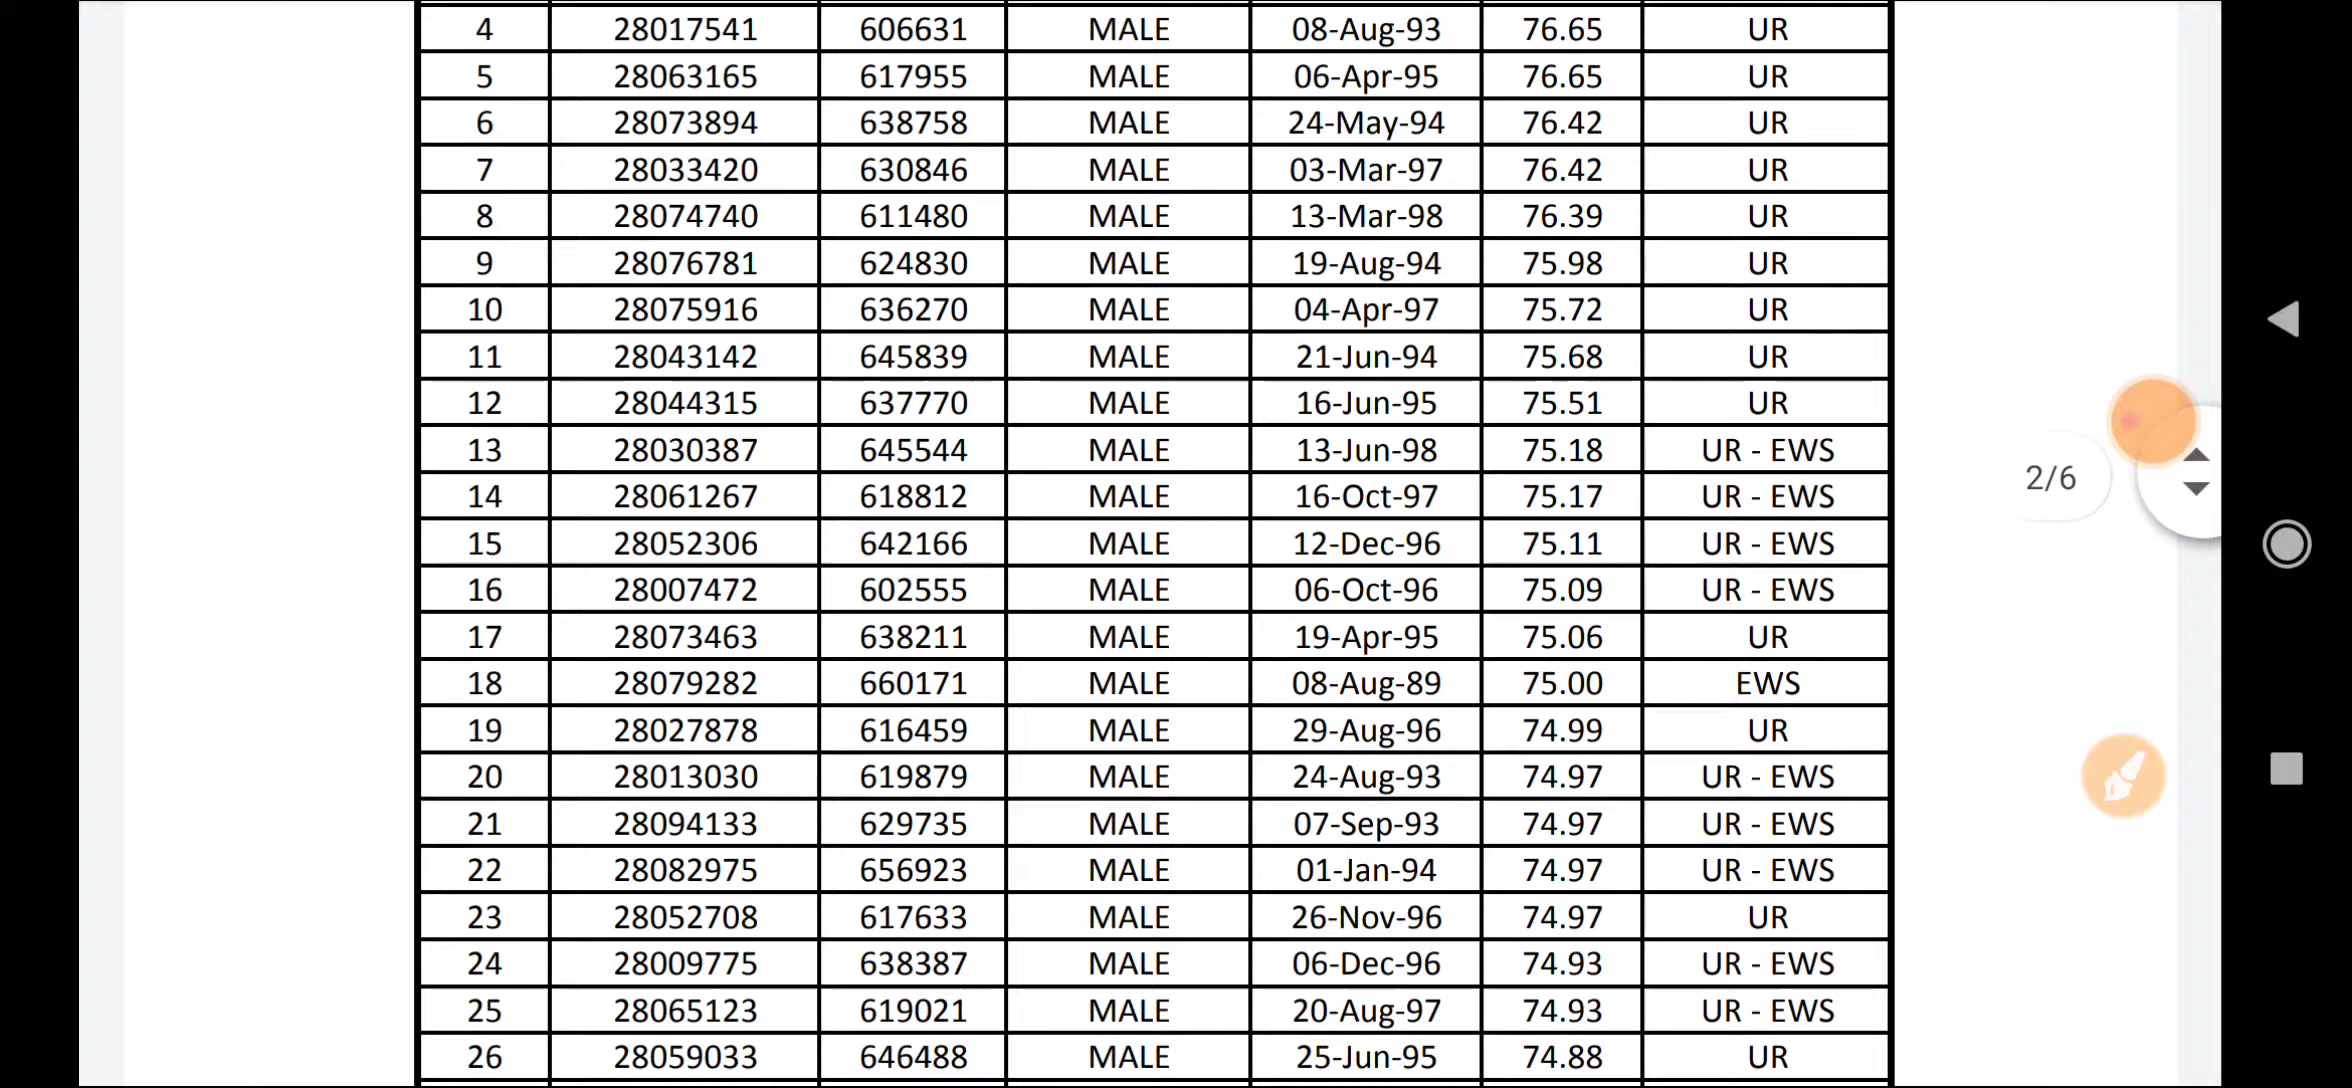 4 28017541 606631 MALE 08-Aug-93 76.65 UR
5 28063165 617955 MALE 06-Apr-95 76.65 UR
6 28073894 638758 MALE 24-May-94 76.42 UR
7 28033420 630846 MALE 03-Mar-97 76.42 UR
8 28074740 611480 MALE 13-Mar-98 76.39 UR
9 28076781 624830 MALE 19-Aug-94 75.98 UR
10 28075916 636270 MALE 04-Apr-97 75.72 UR
11 28043142 645839 MALE 21-Jun-94 75.68 UR
12 28044315 637770 MALE 16-Jun-95 75.51 UR
13 28030387 645544 MALE 13-Jun-98 75.18 UR - EWS
14 28061267 618812 MALE 16-Oct-97 75.17 UR - EWS
15 28052306 642166 MALE 12-Dec-96 75.11 UR - EWS
16 28007472 602555 MALE 06-Oct-96 75.09 UR - EWS
17 28073463 638211 MALE 19-Apr-95 75.06 UR
18 28079282 660171 MALE 08-Aug-89 75.00 EWS
19 28027878 616459 MALE 29-Aug-96 74.99 UR
20 28013030 619879 MALE 24-Aug-93 74.97 UR - EWS
21 28094133 629735 MALE 07-Sep-93 74.97 UR - EWS
22 28082975 656923 MALE 01-Jan-94 74.97 UR - EWS
23 28052708 617633 MALE 26-Nov-96 74.97 UR
24 28009775 638387 MALE 06-Dec-96 74.93 UR - EWS
25 28065123 619021 MALE 20-Aug-97 74.93 UR - EWS
26 28059033 646488 MALE 25-Jun-95 74.88 UR
2/6